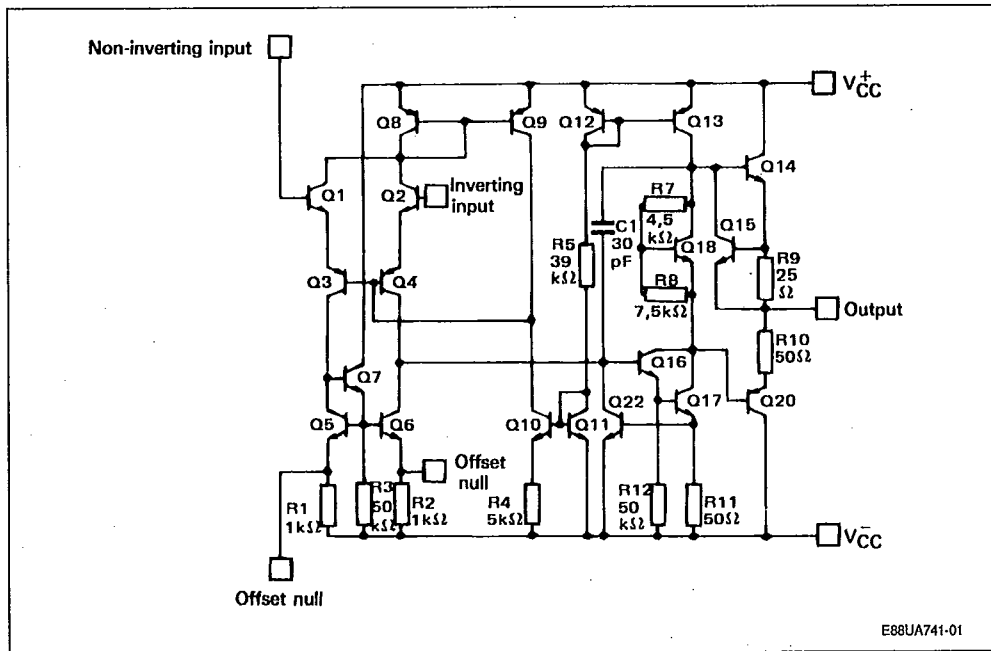 Non-inverting input
V+CC
Q8
Q9
Q12
Q13
Q14
Q1
Q2
Inverting
input
R7
4,5
kΩ
Q15
C1
30
pF
Q18
R5
39
kΩ
R9
25
Ω
Q3
Q4
R8
7,5kΩ
Output
R10
50Ω
Q16
Q7
Q5
Q6
Q10
Q11
Q22
Q17
Q20
Offset
null
R1
1kΩ
R3
50
kΩ
R2
1kΩ
R4
5kΩ
R12
50
kΩ
R11
50Ω
V-CC
Offset null
E88UA741-01